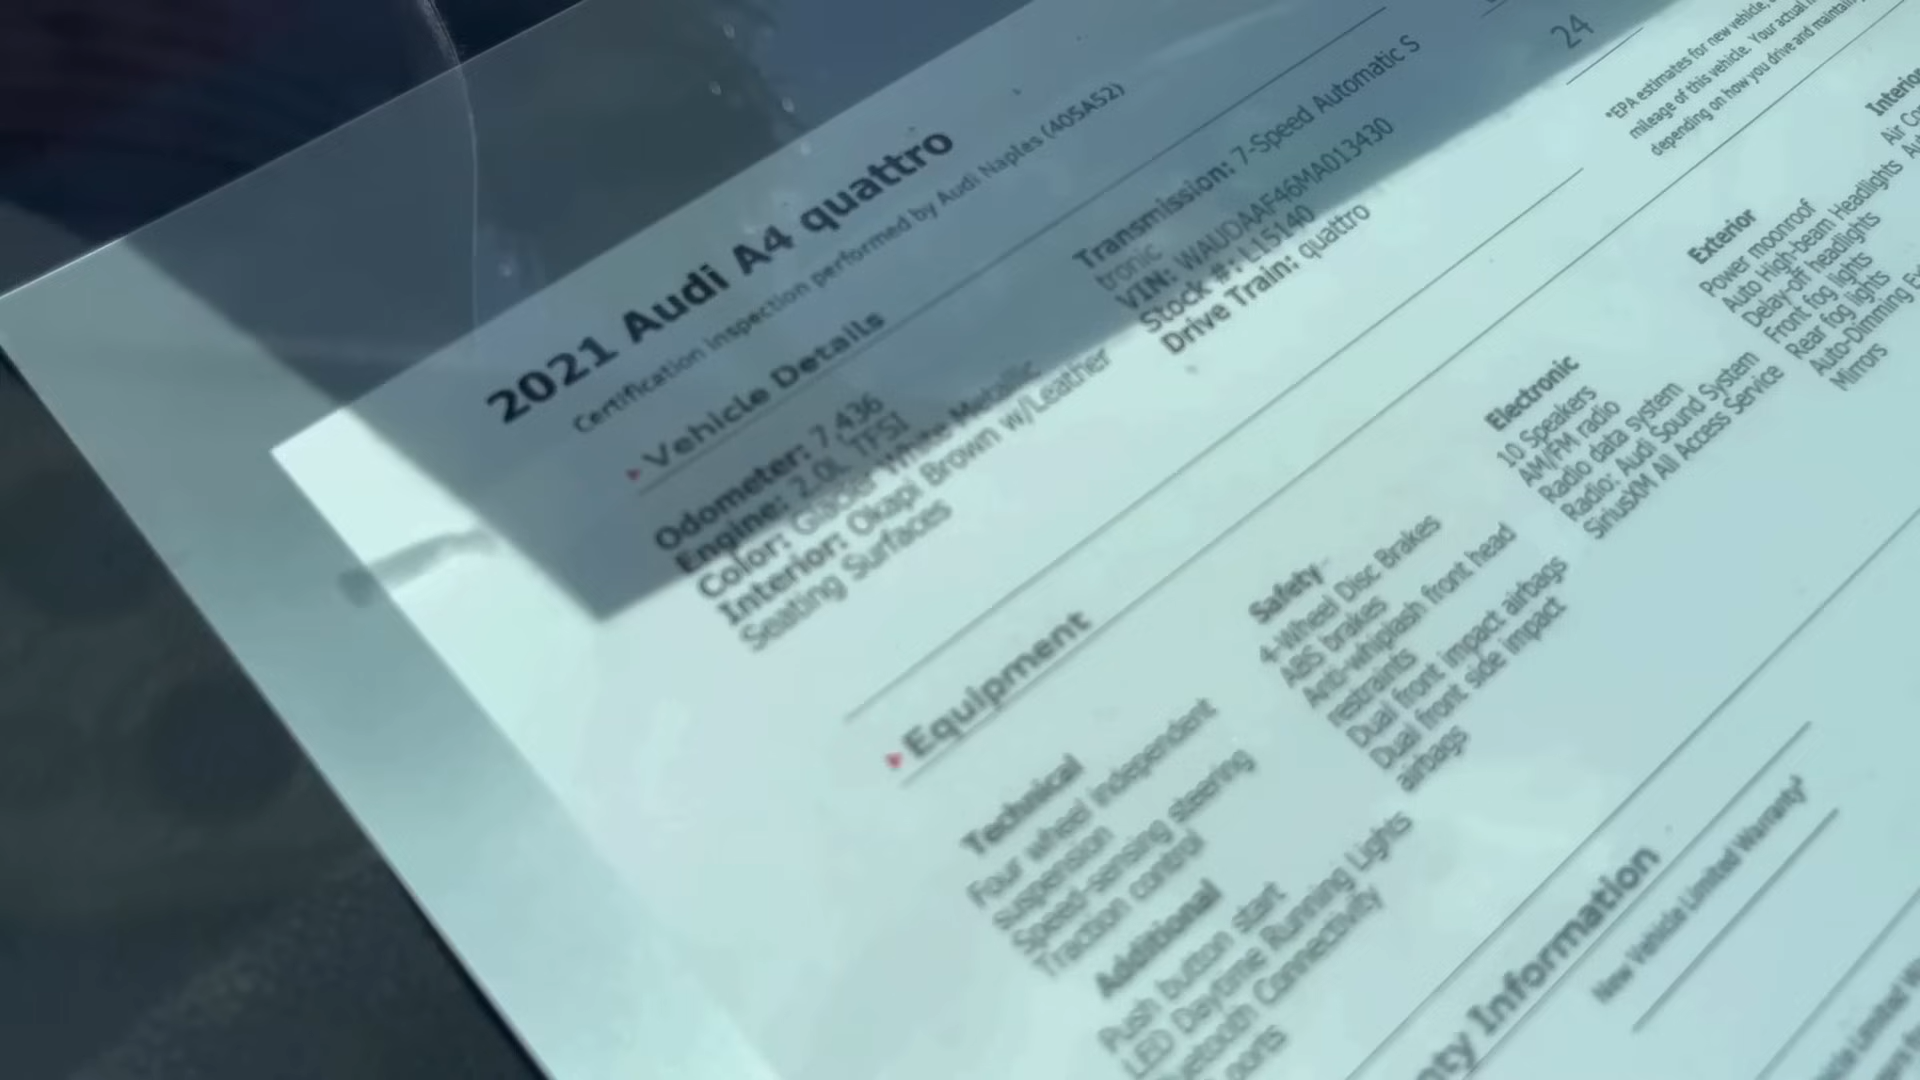 2021 Audi A4 quattro
Certification inspection performed by Audi Naples (405A52)
Vehicle Details
Odometer: 7,436
Engine: 2.0L TFSI
Color: Glacier White Metallic
Interior: Okapi Brown w/Leather
Seating Surfaces
Transmission: 7-Speed Automatic S
tronic
VIN: WAUDAAF46MA013430
Stock #: L15140
Drive Train: quattro
24
*EPA estimates for new vehicle,
mileage of this vehicle. Your actual
depending on how you drive and maintain
Equipment
Technical
Four wheel independent
suspension
Speed-sensing steering
Traction control
Additional
Push button start
LED Daytime Running Lights
Connectivity
Safety
4-Wheel Disc Brakes
ABS brakes
Anti-whiplash front head
restraints
Dual front impact airbags
Dual front side impact
airbags
Electronic
10 Speakers
AM/FM radio
Radio data system
Radio: Audi Sound System
SiriusXM All Access Service
Exterior
Power moonroof
Auto High-beam Headlights
Delay-off headlights
Front fog lights
Rear fog lights
Auto-Dimming
Mirrors
Interior
Air
Information
New Vehicle Limited Warranty*